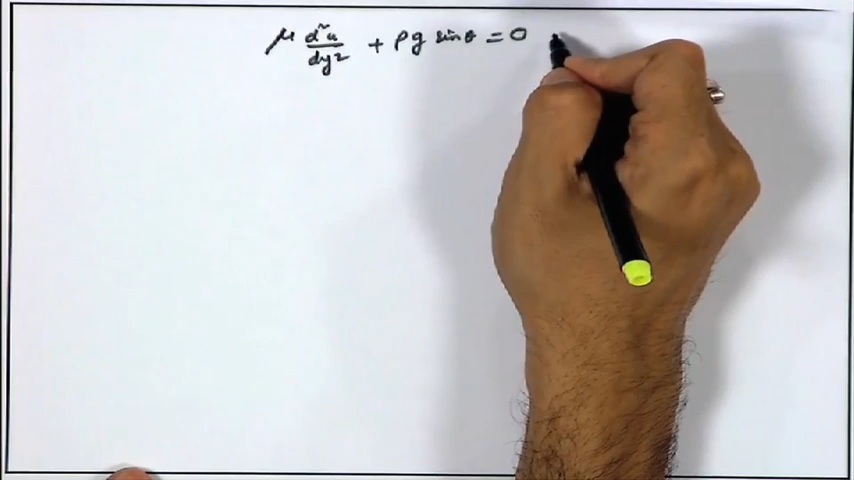 μ d²u/dy² + ρg sinθ = 0